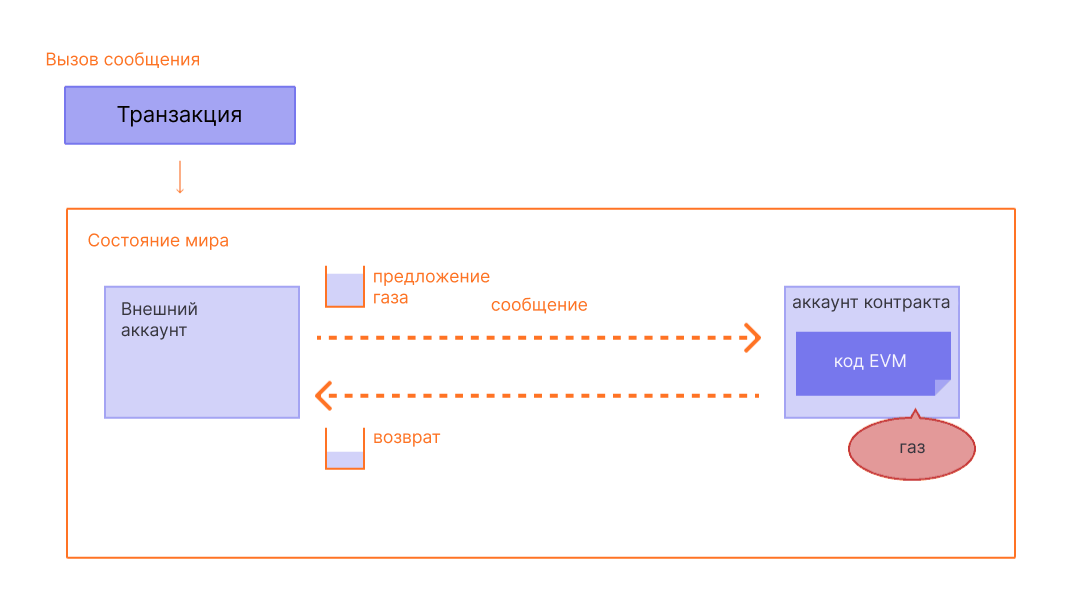 Вызов сообщения
Транзакция
Состояние мира
предложение
газа
сообщение
Внешний
аккаунт
аккаунт контракта
код EVM
возврат
газ